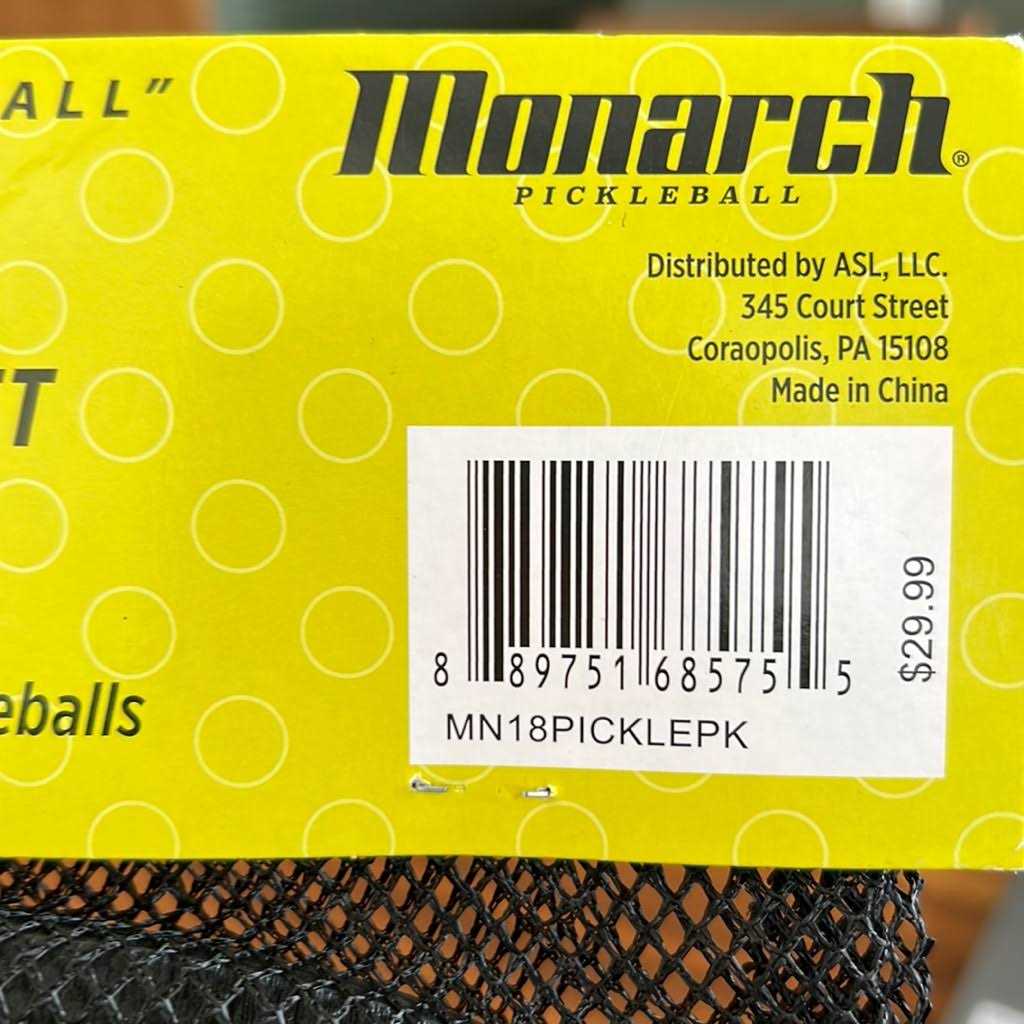 ALL”
Monarch®
PICKLEBALL
Distributed by ASL, LLC.
345 Court Street
Coraopolis, PA 15108
Made in China
T
8 89751 68575 5
$29.99
eballs
MN18PICKLEPK